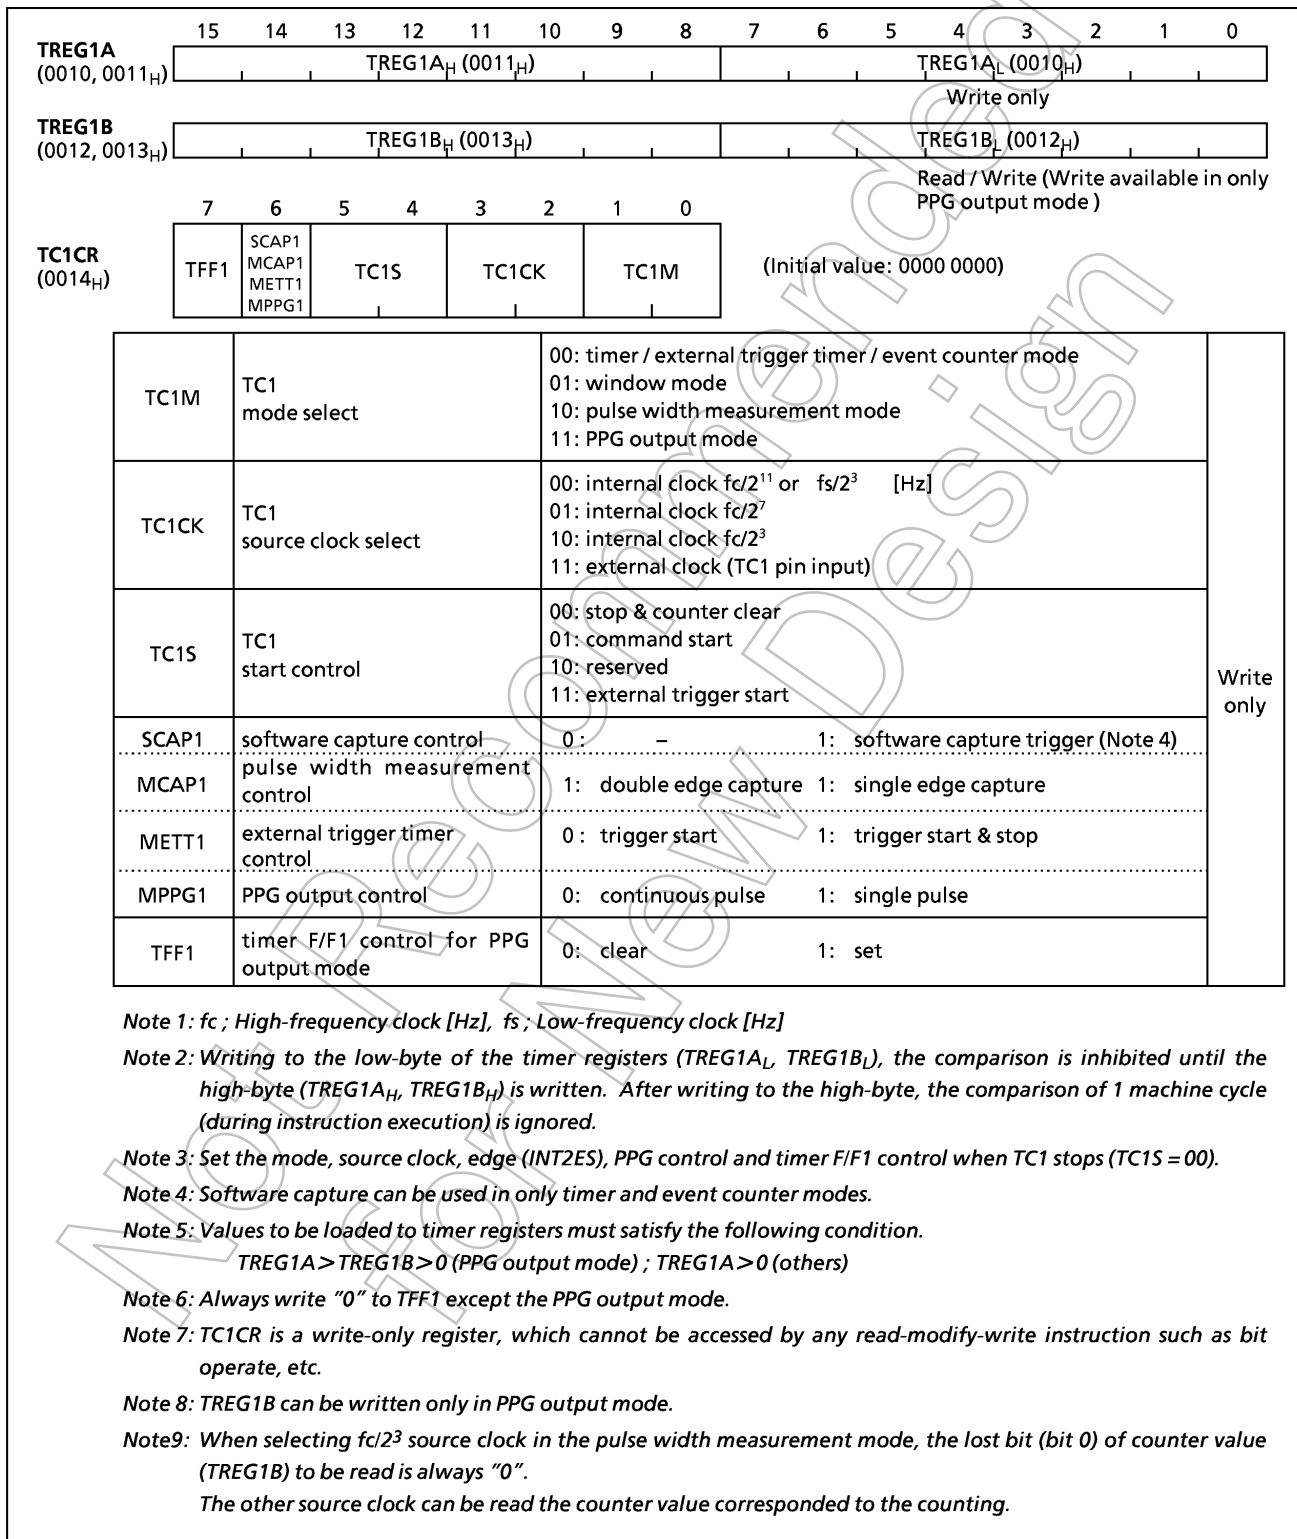 15 14 13 12 11 10 9 8 7 6 5 4 3 2 1 0
TREG1A
(0010, 0011H)
TREG1AH (0011H) TREG1AL (0010H)
Write only
TREG1B
(0012, 0013H)
TREG1BH (0013H) TREG1BL (0012H)
Read / Write (Write available in only
PPG output mode )
7 6 5 4 3 2 1 0
TC1CR
(0014H)
TFF1
SCAP1
MCAP1
METT1
MPPG1
TC1S TC1CK TC1M (Initial value: 0000 0000)
TC1M
TC1
mode select
00: timer / external trigger timer / event counter mode
01: window mode
10: pulse width measurement mode
11: PPG output mode
TC1CK
TC1
source clock select
00: internal clock fc/2¹¹ or fs/2³ [Hz]
01: internal clock fc/2⁷
10: internal clock fc/2³
11: external clock (TC1 pin input)
TC1S
TC1
start control
00: stop & counter clear
01: command start
10: reserved
11: external trigger start
Write
only
SCAP1 software capture control 0 : – 1: software capture trigger (Note 4)
MCAP1 pulse width measurement
control
1: double edge capture 1: single edge capture
METT1 external trigger timer
control
0 : trigger start 1: trigger start & stop
MPPG1 PPG output control 0: continuous pulse 1: single pulse
TFF1 timer F/F1 control for PPG
output mode
0: clear 1: set
Note 1: fc ; High-frequency clock [Hz], fs ; Low-frequency clock [Hz]
Note 2: Writing to the low-byte of the timer registers (TREG1AL, TREG1BL), the comparison is inhibited until the
high-byte (TREG1AH, TREG1BH) is written. After writing to the high-byte, the comparison of 1 machine cycle
(during instruction execution) is ignored.
Note 3: Set the mode, source clock, edge (INT2ES), PPG control and timer F/F1 control when TC1 stops (TC1S = 00).
Note 4: Software capture can be used in only timer and event counter modes.
Note 5: Values to be loaded to timer registers must satisfy the following condition.
TREG1A > TREG1B > 0 (PPG output mode) ; TREG1A > 0 (others)
Note 6: Always write "0" to TFF1 except the PPG output mode.
Note 7: TC1CR is a write-only register, which cannot be accessed by any read-modify-write instruction such as bit
operate, etc.
Note 8: TREG1B can be written only in PPG output mode.
Note9: When selecting fc/2³ source clock in the pulse width measurement mode, the lost bit (bit 0) of counter value
(TREG1B) to be read is always "0".
The other source clock can be read the counter value corresponded to the counting.
Not Recommended
for New Design